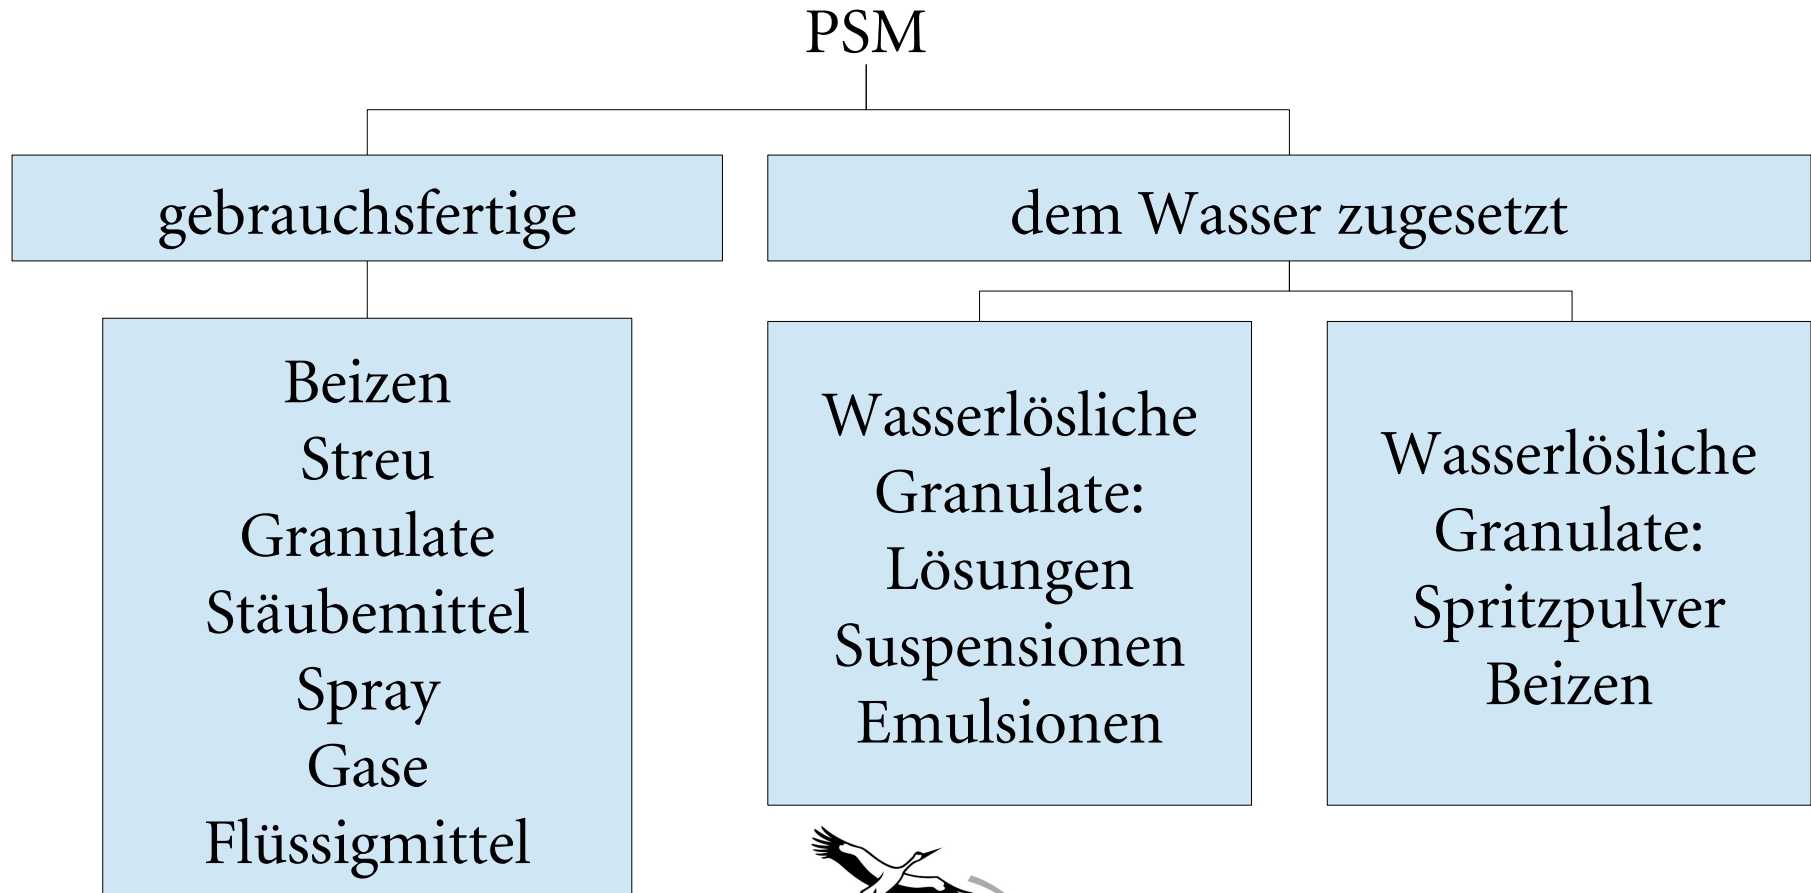 PSM
gebrauchsfertige
dem Wasser zugesetzt
Beizen
Streu
Granulate
Stäubemittel
Spray
Gase
Flüssigmittel
Wasserlösliche
Granulate:
Lösungen
Suspensionen
Emulsionen
Wasserlösliche
Granulate:
Spritzpulver
Beizen